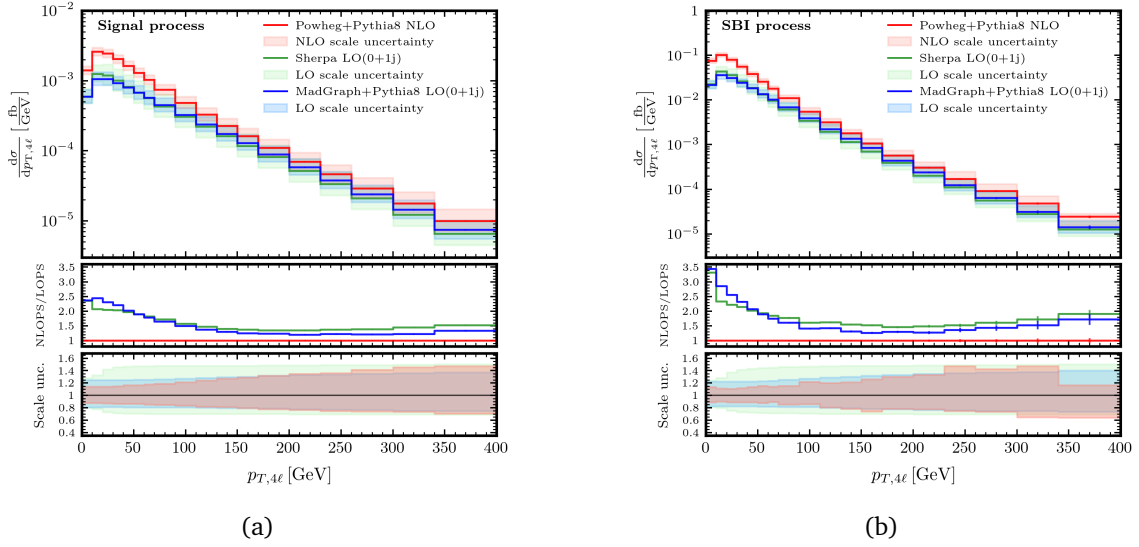 Signal process
Powheg+Pythia8 NLO
NLO scale uncertainty
Sherpa LO(0+1j)
LO scale uncertainty
MadGraph+Pythia8 LO(0+1j)
LO scale uncertainty
10⁻²
10⁻³
10⁻⁴
10⁻⁵
dσ/dp_{T,4ℓ} [fb/GeV]
3.5
3.0
2.5
2.0
1.5
1
NLOPS/LOPS
1.6
1.4
1.2
1.0
0.8
0.6
0.4
Scale unc.
0 50 100 150 200 250 300 350 400
p_{T,4ℓ} [GeV]
(a)
SBI process
Powheg+Pythia8 NLO
NLO scale uncertainty
Sherpa LO(0+1j)
LO scale uncertainty
MadGraph+Pythia8 LO(0+1j)
LO scale uncertainty
1
10⁻¹
10⁻²
10⁻³
10⁻⁴
10⁻⁵
dσ/dp_{T,4ℓ} [fb/GeV]
3.5
3.0
2.5
2.0
1.5
1
NLOPS/LOPS
1.6
1.4
1.2
1.0
0.8
0.6
0.4
Scale unc.
0 50 100 150 200 250 300 350 400
p_{T,4ℓ} [GeV]
(b)